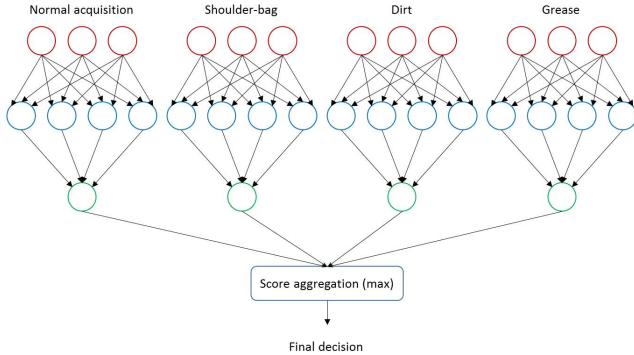 Normal acquisition
Shoulder-bag
Dirt
Grease
Score aggregation (max)
Final decision